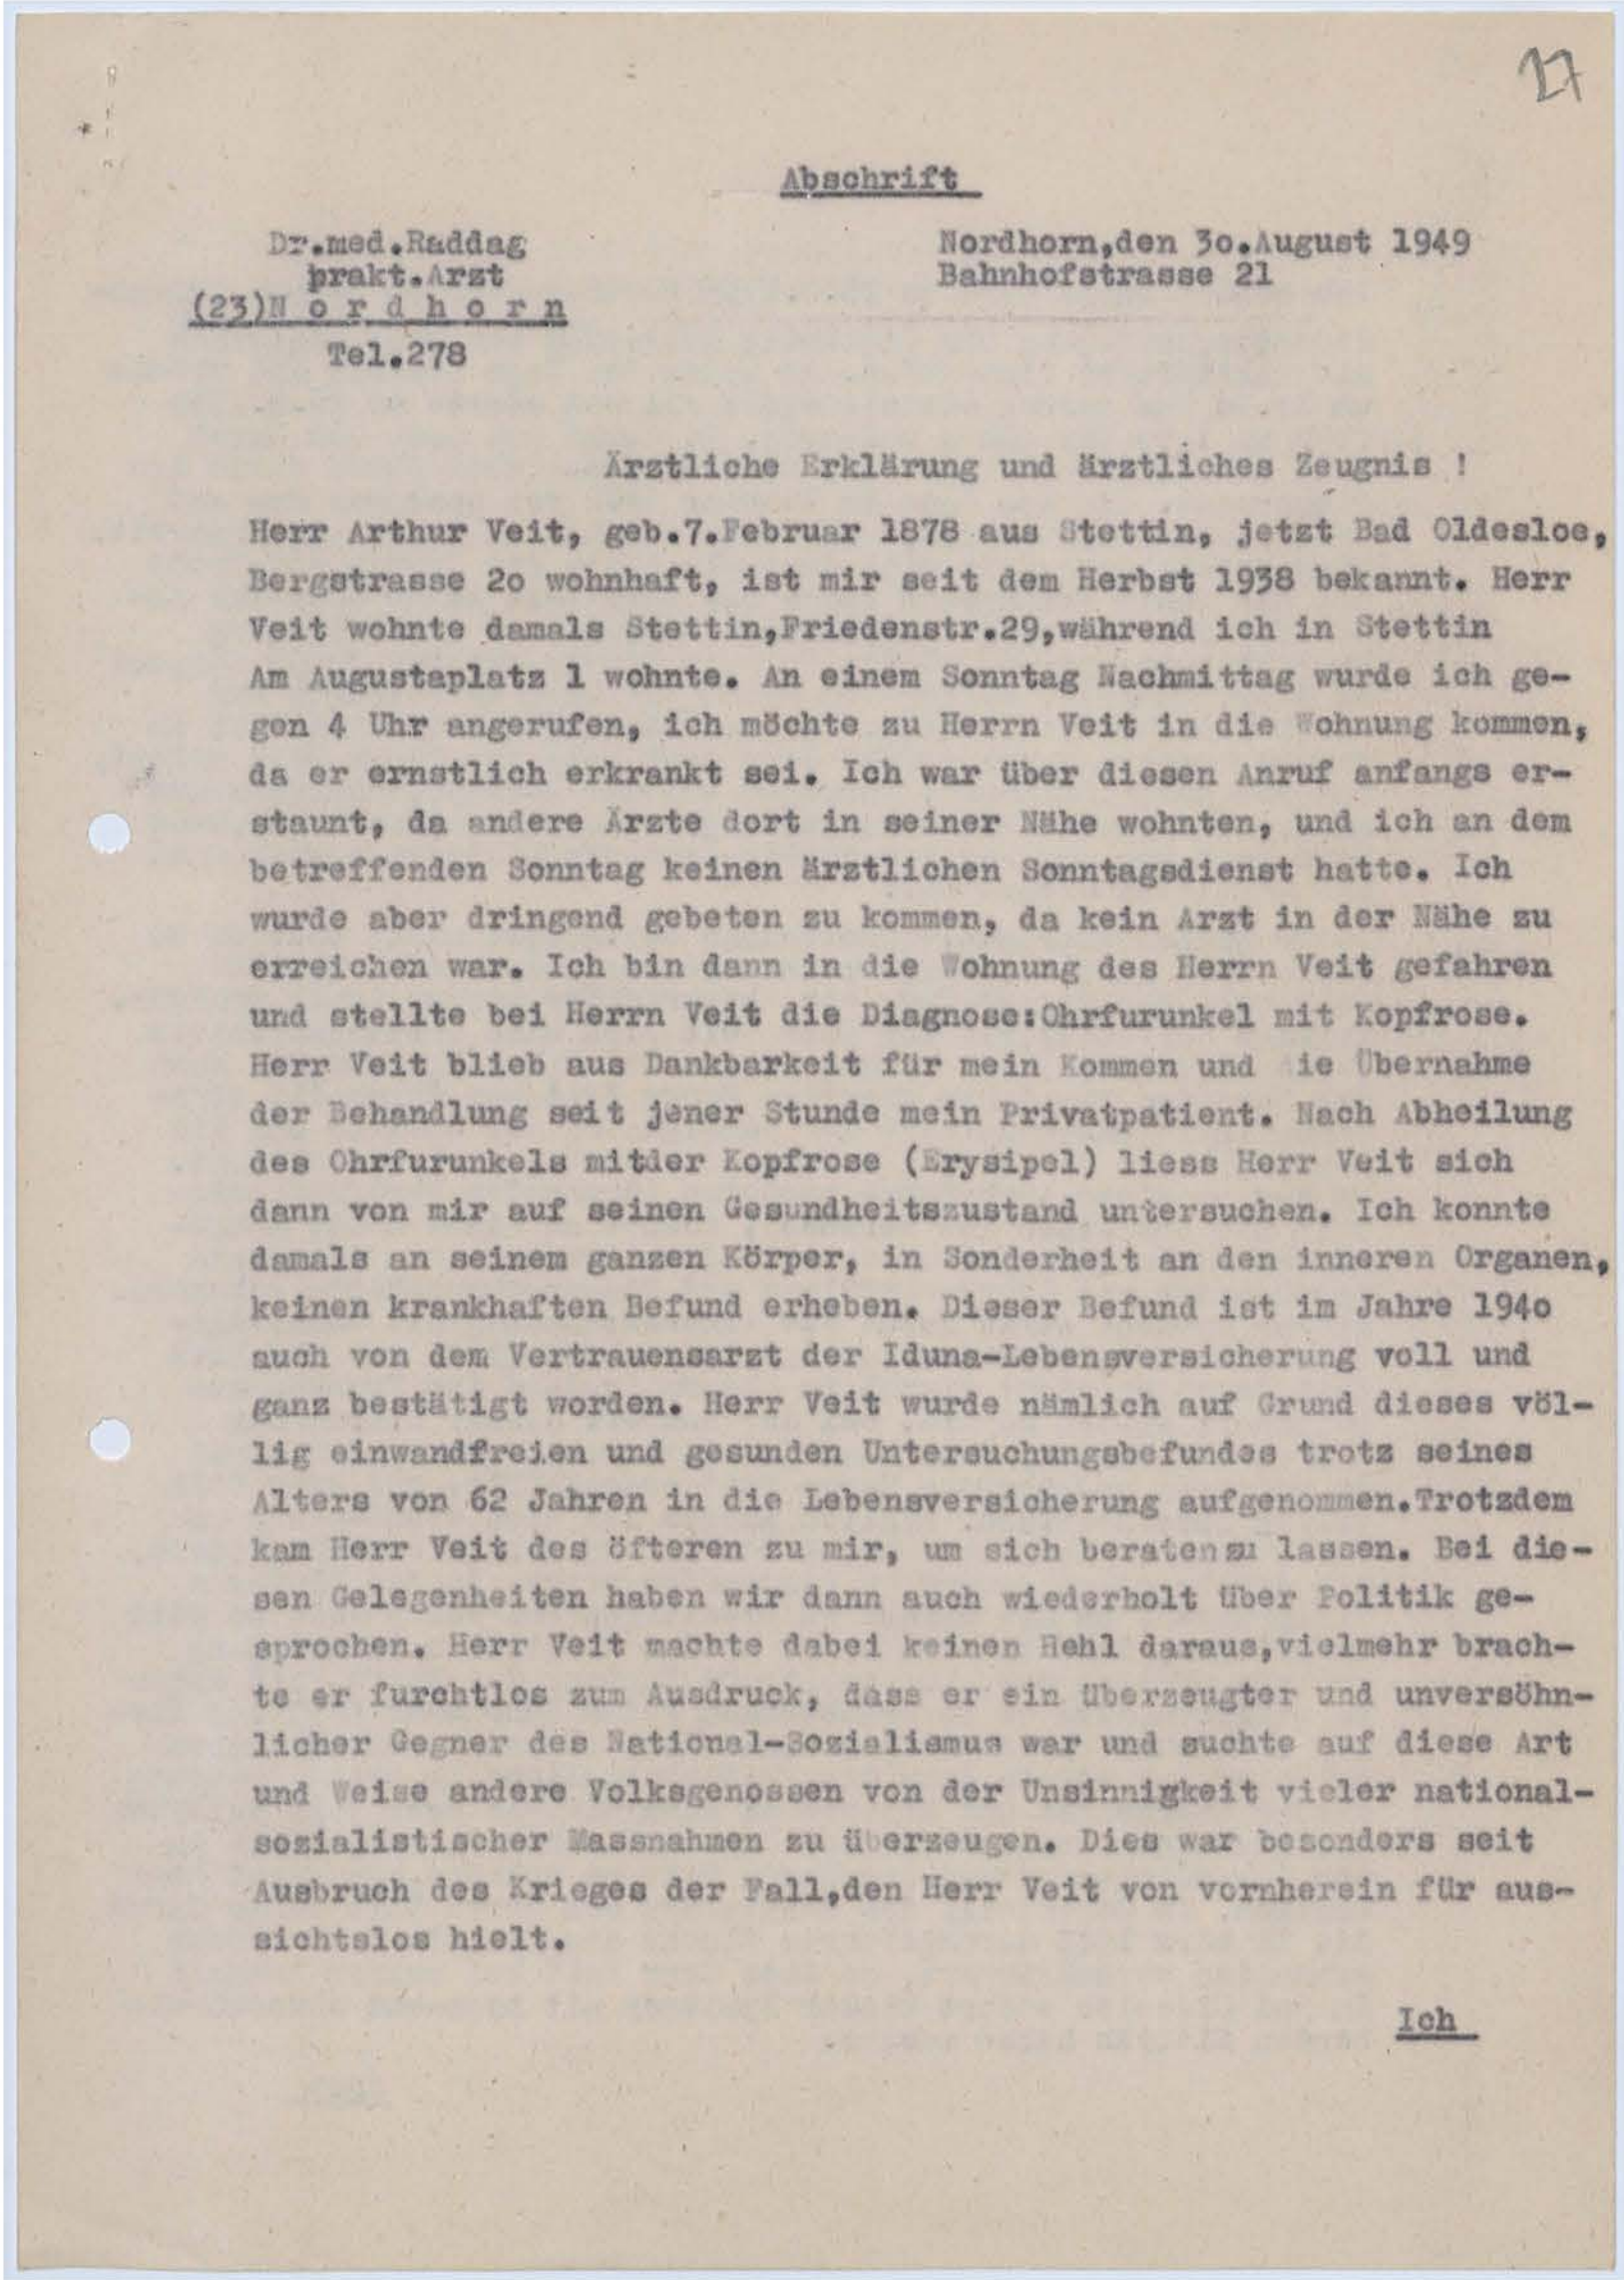 27
Abschrift
Dr.med.Raddag
prakt.Arzt
(23)N o r d h o r n
Tel.278
Nordhorn,den 3o.August 1949
Bahnhofstrasse 21
Ärztliche Erklärung und ärztliches Zeugnis !
Herr Arthur Veit, geb.7.Februar 1878 aus Stettin, jetzt Bad Oldesloe,
Bergstrasse 2o wohnhaft, ist mir seit dem Herbst 1938 bekannt. Herr
Veit wohnte damals Stettin,Friedenstr.29,während ich in Stettin
Am Augustaplatz 1 wohnte. An einem Sonntag Nachmittag wurde ich ge-
gen 4 Uhr angerufen, ich möchte zu Herrn Veit in die Wohnung kommen,
da er ernstlich erkrankt sei. Ich war über diesen Anruf anfangs er-
staunt, da andere Ärzte dort in seiner Nähe wohnten, und ich an dem
betreffenden Sonntag keinen ärztlichen Sonntagsdienst hatte. Ich
wurde aber dringend gebeten zu kommen, da kein Arzt in der Nähe zu
erreichen war. Ich bin dann in die Wohnung des Herrn Veit gefahren
und stellte bei Herrn Veit die Diagnose:Ohrfurunkel mit Kopfrose.
Herr Veit blieb aus Dankbarkeit für mein Kommen und die Übernahme
der Behandlung seit jener Stunde mein Privatpatient. Nach Abheilung
des Ohrfurunkels mitder Kopfrose (Erysipel) liess Herr Veit sich
dann von mir auf seinen Gesundheitszustand untersuchen. Ich konnte
damals an seinem ganzen Körper, in Sonderheit an den inneren Organen,
keinen krankhaften Befund erheben. Dieser Befund ist im Jahre 194o
auch von dem Vertrauensarzt der Iduna-Lebensversicherung voll und
ganz bestätigt worden. Herr Veit wurde nämlich auf Grund dieses völ-
lig einwandfreien und gesunden Untersuchungsbefundes trotz seines
Alters von 62 Jahren in die Lebensversicherung aufgenommen.Trotzdem
kam Herr Veit des öfteren zu mir, um sich beraten zu lassen. Bei die-
sen Gelegenheiten haben wir dann auch wiederholt über Politik ge-
sprochen. Herr Veit machte dabei keinen Hehl daraus,vielmehr brach-
te er furchtlos zum Ausdruck, dass er ein überzeugter und unversöhn-
licher Gegner des National-Sozialismus war und suchte auf diese Art
und Weise andere Volksgenossen von der Unsinnigkeit vieler national-
sozialistischer Massnahmen zu überzeugen. Dies war besonders seit
Ausbruch des Krieges der Fall,den Herr Veit von vornherein für aus-
sichtslos hielt.
Ich